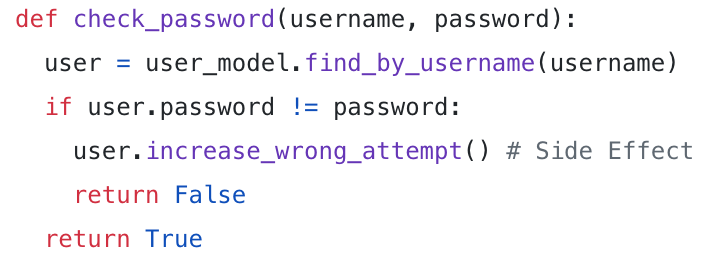 def check_password(username, password):
  user = user_model.find_by_username(username)
  if user.password != password:
    user.increase_wrong_attempt() # Side Effect
    return False
  return True